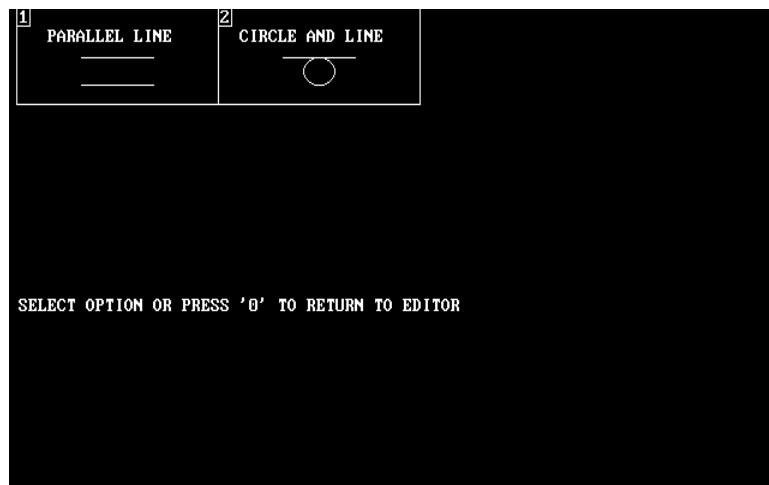 1
PARALLEL LINE
2
CIRCLE AND LINE
SELECT OPTION OR PRESS '0' TO RETURN TO EDITOR